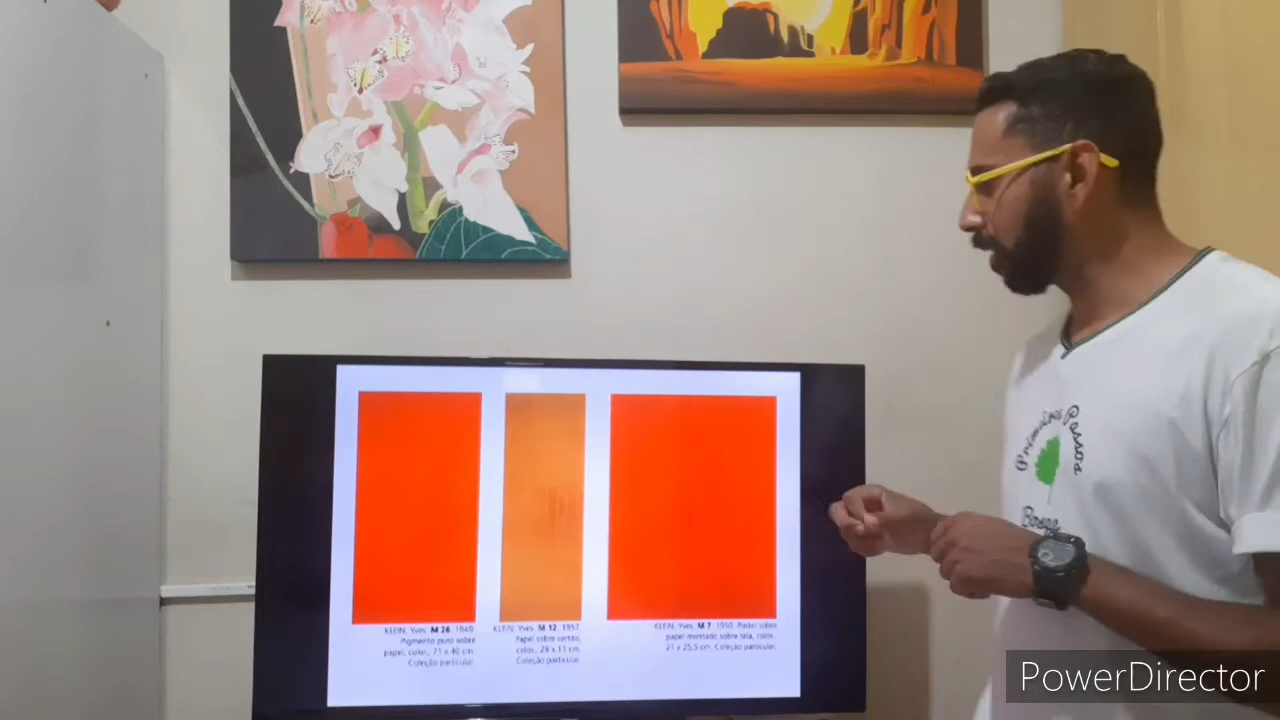 KLEIN, Yves. M 26. 1949.
Pigmento puro sobre
papel, color., 71 x 40 cm.
Coleção particular.
KLEIN, Yves. M 12. 1957.
Papel sobre cartão,
color., 29 x 11 cm.
Coleção particular.
KLEIN, Yves. M 7. 1950. Pastel sobre
papel montado sobre tela, color.,
21 x 25,5 cm. Coleção particular.
Primeiros Passos
PowerDirector